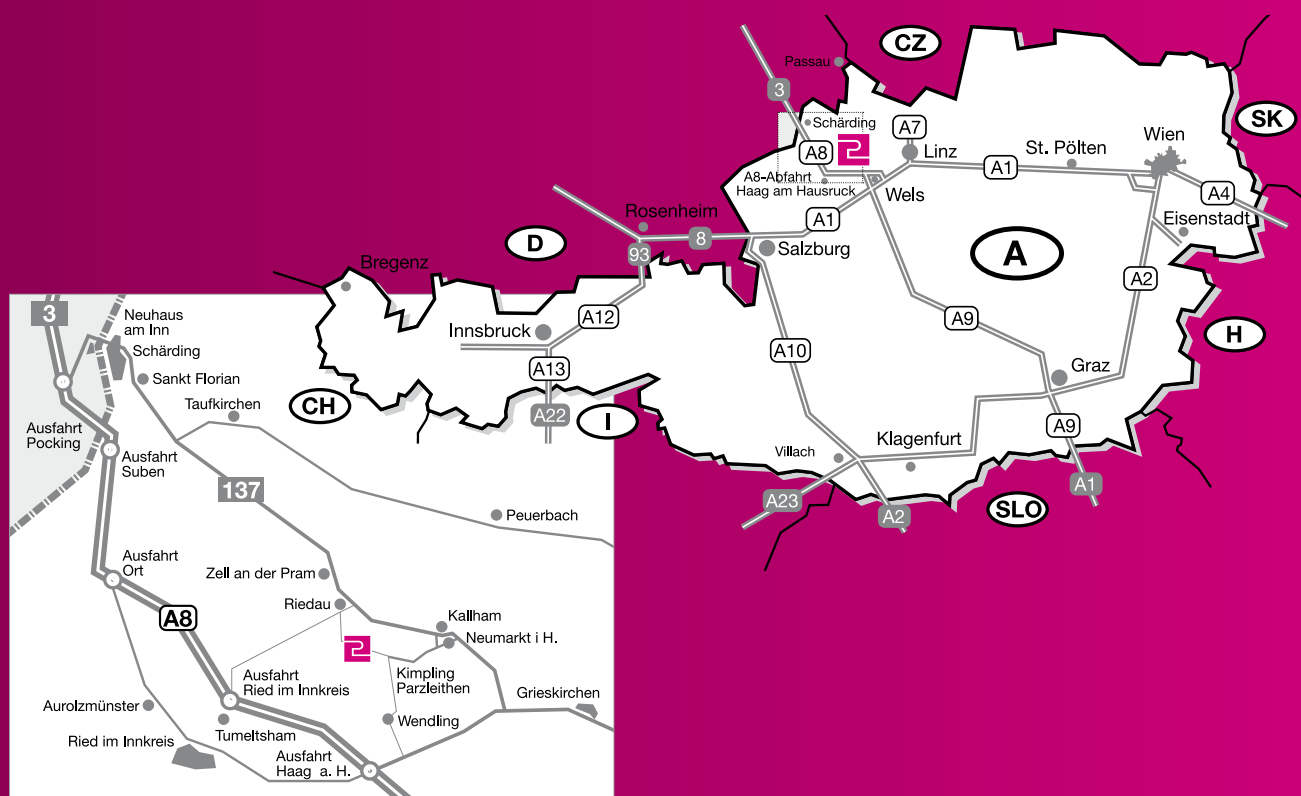 CZ
Passau
3
SK
Schärding
A7
Wien
A8
Linz
St. Pölten
A1
A8-Abfahrt
Haag am Hausruck
Wels
A4
Rosenheim
A1
Eisenstadt
D
8
93
Salzburg
A
Bregenz
A2
A12
A9
H
Innsbruck
A10
A13
Graz
CH
A22
I
A9
Klagenfurt
Villach
A23
A2
SLO
A1
3
Neuhaus
am Inn
Schärding
Sankt Florian
Taufkirchen
Ausfahrt
Pocking
Ausfahrt
Suben
137
Peuerbach
Ausfahrt
Ort
Zell an der Pram
Riedau
A8
Kallham
Neumarkt i H.
Ausfahrt
Ried im Innkreis
Kimpling
Parzleithen
Grieskirchen
Aurolzmünster
Wendling
Tumeltsham
Ried im Innkreis
Ausfahrt
Haag a. H.